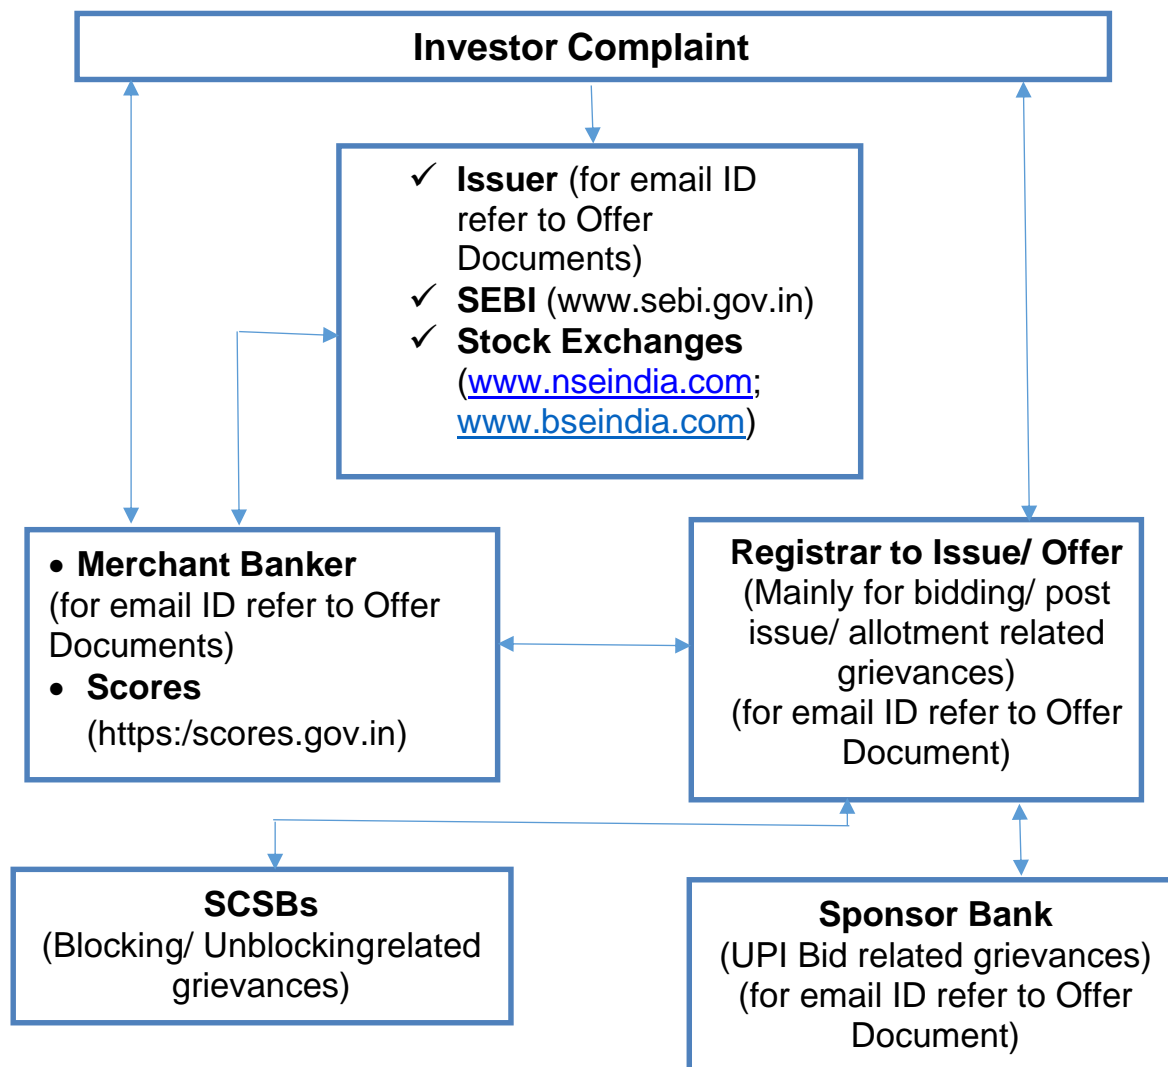 Investor Complaint
✓ Issuer (for email ID
refer to Offer
Documents)
✓ SEBI (www.sebi.gov.in)
✓ Stock Exchanges
(www.nseindia.com;
www.bseindia.com)
• Merchant Banker
(for email ID refer to Offer
Documents)
• Scores
(https:/scores.gov.in)
Registrar to Issue/ Offer
(Mainly for bidding/ post
issue/ allotment related
grievances)
(for email ID refer to Offer
Document)
SCSBs
(Blocking/ Unblockingrelated
grievances)
Sponsor Bank
(UPI Bid related grievances)
(for email ID refer to Offer
Document)